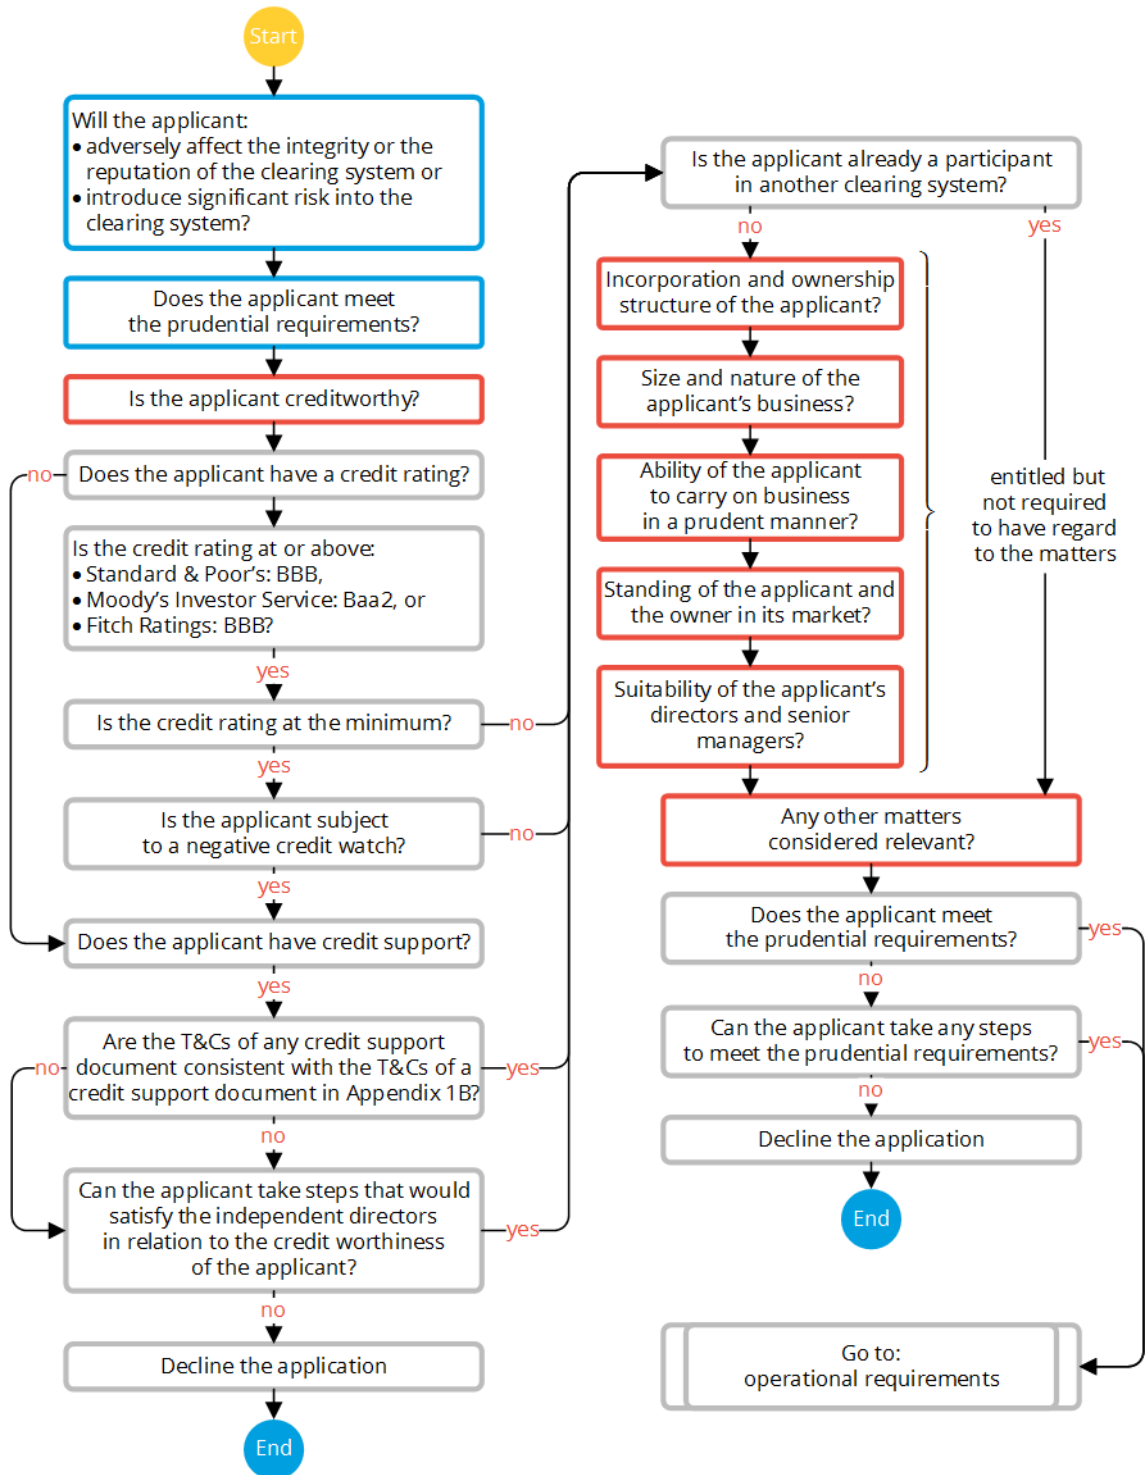 Start
Will the applicant:
• adversely affect the integrity or the
reputation of the clearing system or
• introduce significant risk into the
clearing system?
Does the applicant meet
the prudential requirements?
Is the applicant creditworthy?
no
Does the applicant have a credit rating?
Is the credit rating at or above:
• Standard & Poor's: BBB,
• Moody's Investor Service: Baa2, or
• Fitch Ratings: BBB?
yes
Is the credit rating at the minimum?
no
yes
Is the applicant subject
to a negative credit watch?
no
yes
Does the applicant have credit support?
yes
Are the T&Cs of any credit support
document consistent with the T&Cs of a
credit support document in Appendix 1B?
no
yes
no
Can the applicant take steps that would
satisfy the independent directors
in relation to the credit worthiness
of the applicant?
yes
no
Decline the application
End
Is the applicant already a participant
in another clearing system?
no
yes
Incorporation and ownership
structure of the applicant?
Size and nature of the
applicant's business?
Ability of the applicant
to carry on business
in a prudent manner?
Standing of the applicant and
the owner in its market?
Suitability of the applicant's
directors and senior
managers?
entitled but
not required
to have regard
to the matters
Any other matters
considered relevant?
Does the applicant meet
the prudential requirements?
yes
no
Can the applicant take any steps
to meet the prudential requirements?
yes
no
Decline the application
End
Go to:
operational requirements